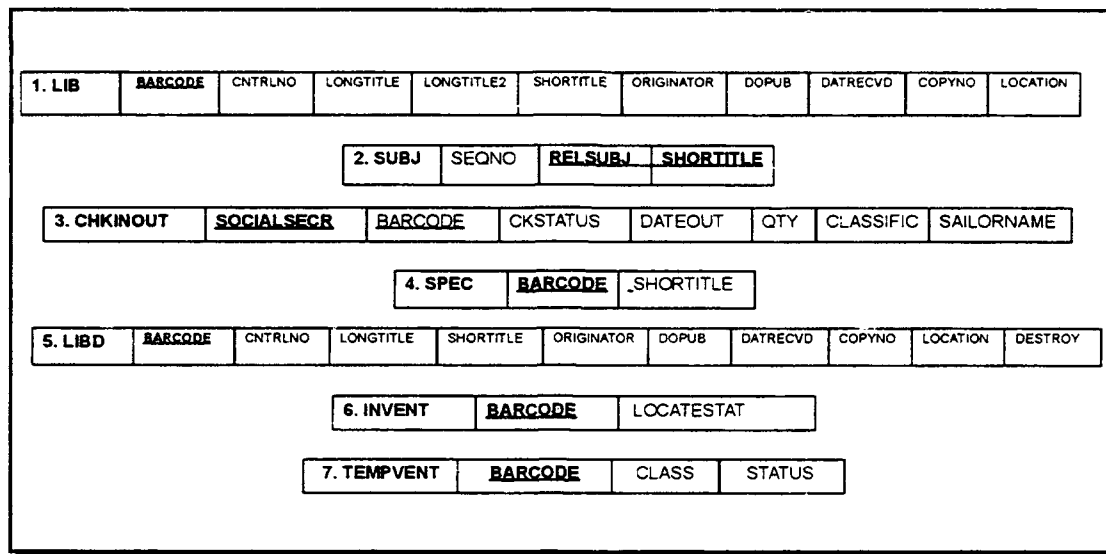 1. LIB BARCODE CNTRLNO LONGTITLE LONGTITLE2 SHORTITLE ORIGINATOR DOPUB DATRECVD COPYNO LOCATION
2. SUBJ SEQNO RELSUBJ SHORTITLE
3. CHKINOUT SOCIALSECR BARCODE CKSTATUS DATEOUT QTY CLASSIFIC SAILORNAME
4. SPEC BARCODE SHORTITLE
5. LIBD BARCODE CNTRLNO LONGTITLE SHORTITLE ORIGINATOR DOPUB DATRECVD COPYNO LOCATION DESTROY
6. INVENT BARCODE LOCATESTAT
7. TEMPVENT BARCODE CLASS STATUS